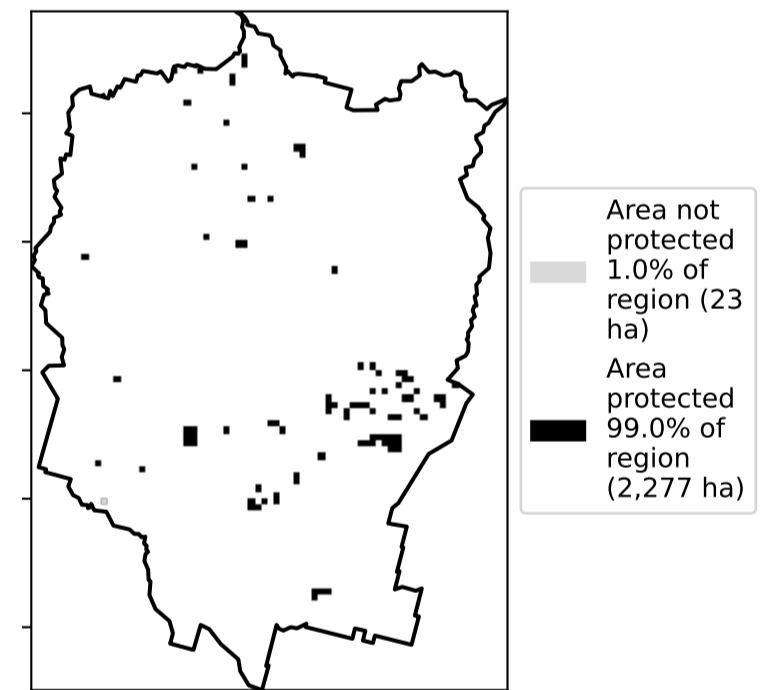 Area not
protected
1.0% of
region (23
ha)
Area
protected
99.0% of
region
(2,277 ha)